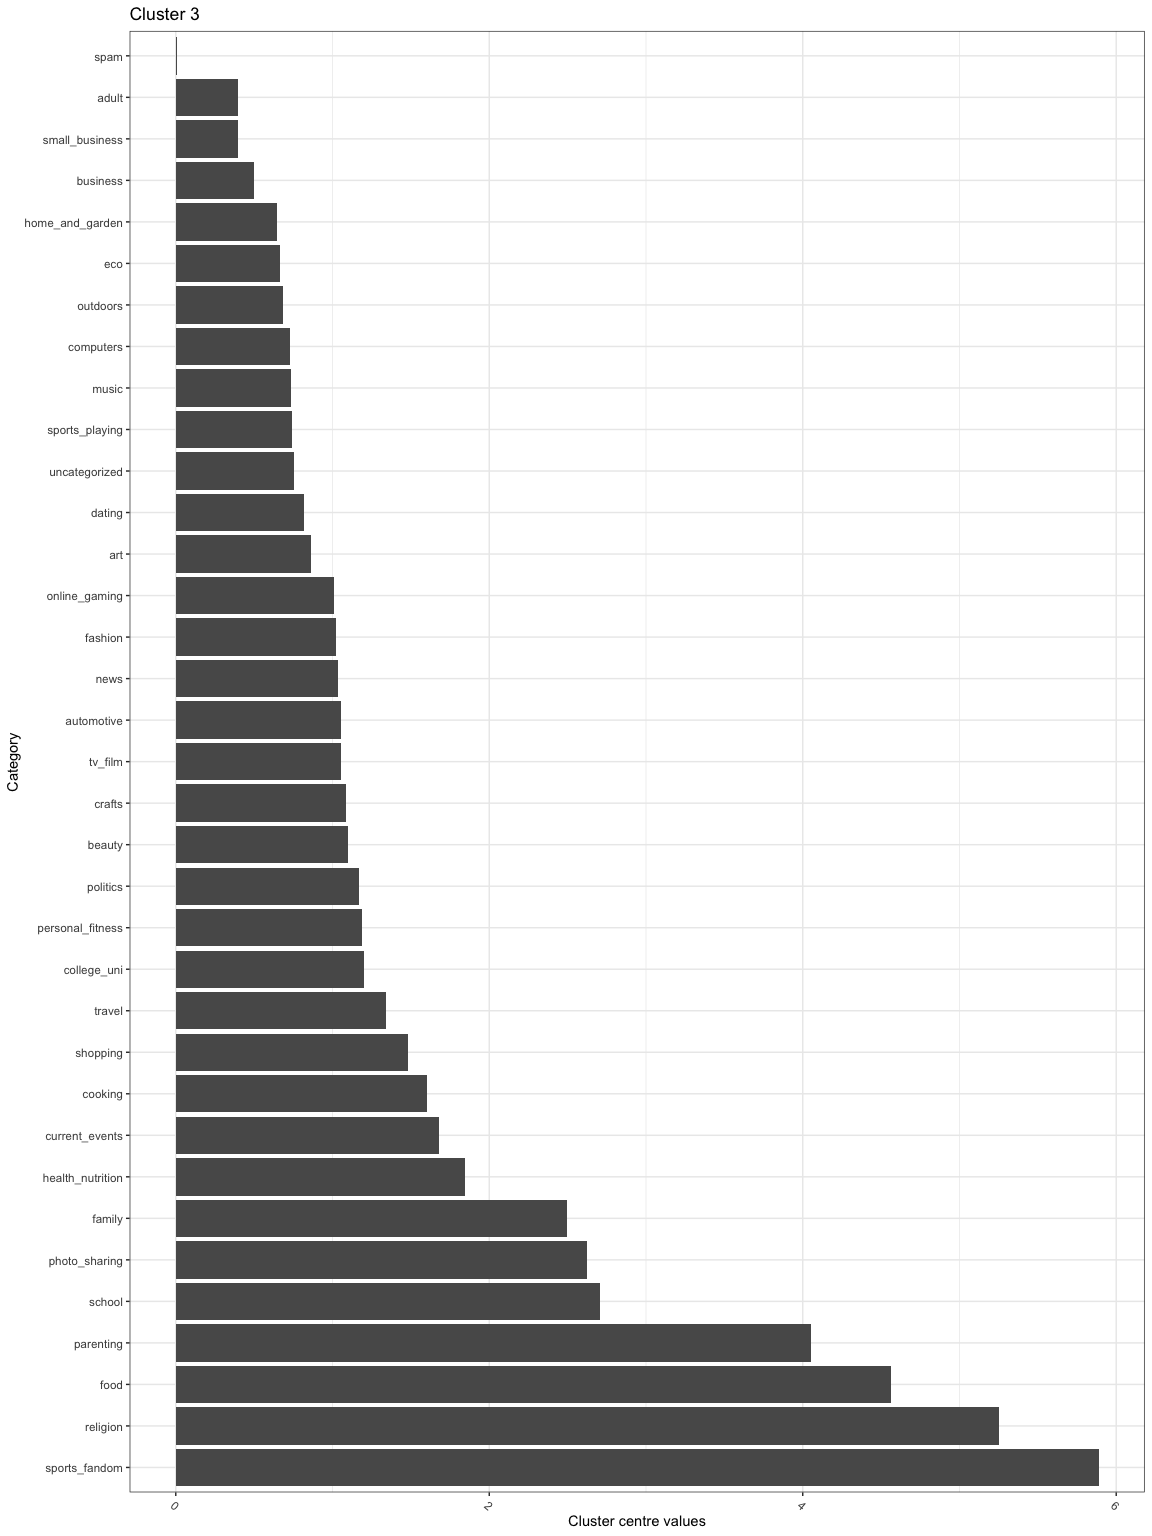 Cluster 3
spam
adult
small_business
business
home_and_garden
eco
outdoors
computers
music
sports_playing
uncategorized
dating
art
online_gaming
fashion
news
automotive
tv_film
crafts
beauty
politics
personal_fitness
college_uni
travel
shopping
cooking
current_events
health_nutrition
family
photo_sharing
school
parenting
food
religion
sports_fandom
Category
0 2 4 6
Cluster centre values